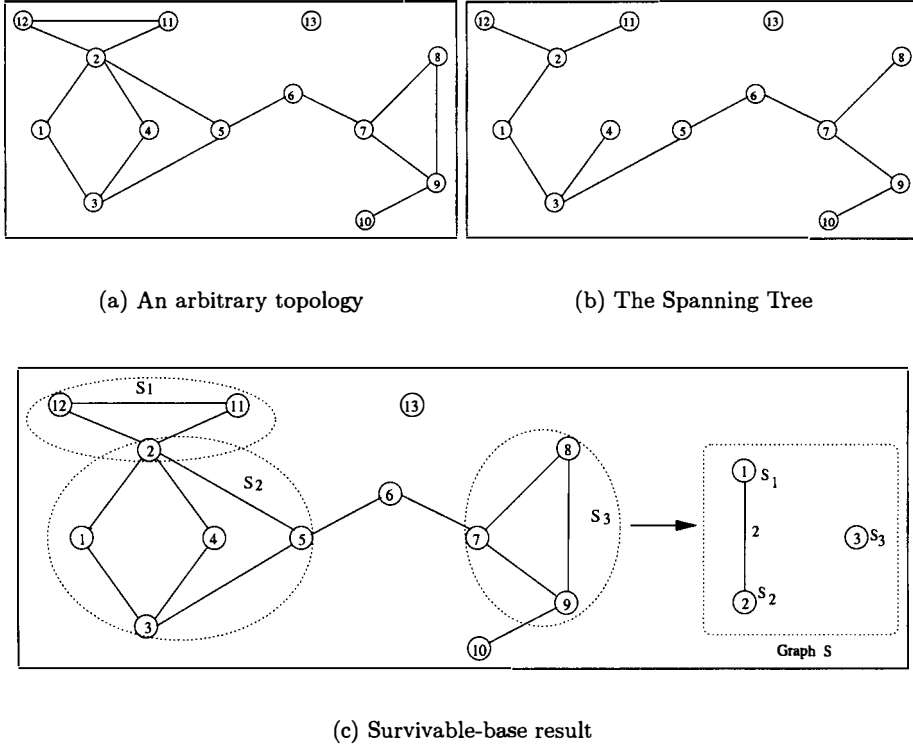 12 11 13
2 8
6
1 4 5 7
3 9
10
12 11 13
2 8
6
1 4 5 7
3 9
10
(a) An arbitrary topology
(b) The Spanning Tree
S1
12 11 13
2 8
S2
6
S3
1 4 5 7
3 9
10
1 S1
2 3 S3
2 S2
Graph S
(c) Survivable-base result